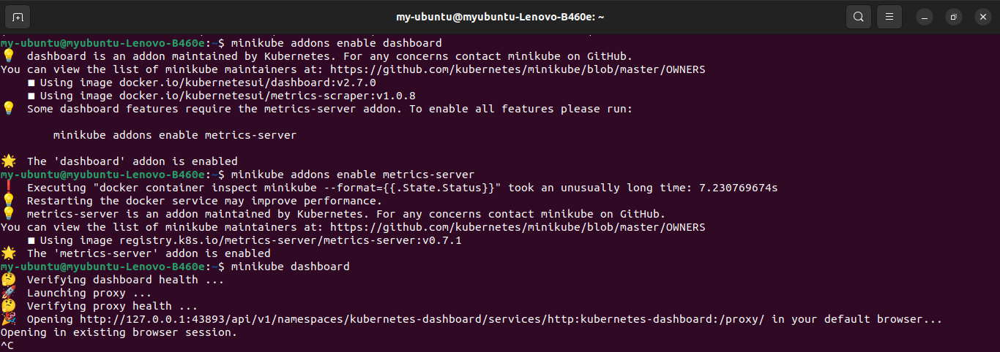 my-ubuntu@myubuntu-Lenovo-B460e: ~
my-ubuntu@myubuntu-Lenovo-B460e:~$ minikube addons enable dashboard
💡 dashboard is an addon maintained by Kubernetes. For any concerns contact minikube on GitHub.
You can view the list of minikube maintainers at: https://github.com/kubernetes/minikube/blob/master/OWNERS
▪ Using image docker.io/kubernetesui/dashboard:v2.7.0
▪ Using image docker.io/kubernetesui/metrics-scraper:v1.0.8
💡 Some dashboard features require the metrics-server addon. To enable all features please run:
minikube addons enable metrics-server
🌟 The 'dashboard' addon is enabled
my-ubuntu@myubuntu-Lenovo-B460e:~$ minikube addons enable metrics-server
❗ Executing "docker container inspect minikube --format={{.State.Status}}" took an unusually long time: 7.230769674s
💡 Restarting the docker service may improve performance.
💡 metrics-server is an addon maintained by Kubernetes. For any concerns contact minikube on GitHub.
You can view the list of minikube maintainers at: https://github.com/kubernetes/minikube/blob/master/OWNERS
▪ Using image registry.k8s.io/metrics-server/metrics-server:v0.7.1
🌟 The 'metrics-server' addon is enabled
my-ubuntu@myubuntu-Lenovo-B460e:~$ minikube dashboard
🤔 Verifying dashboard health ...
🚀 Launching proxy ...
🤔 Verifying proxy health ...
🎉 Opening http://127.0.0.1:43893/api/v1/namespaces/kubernetes-dashboard/services/http:kubernetes-dashboard:/proxy/ in your default browser...
Opening in existing browser session.
^C